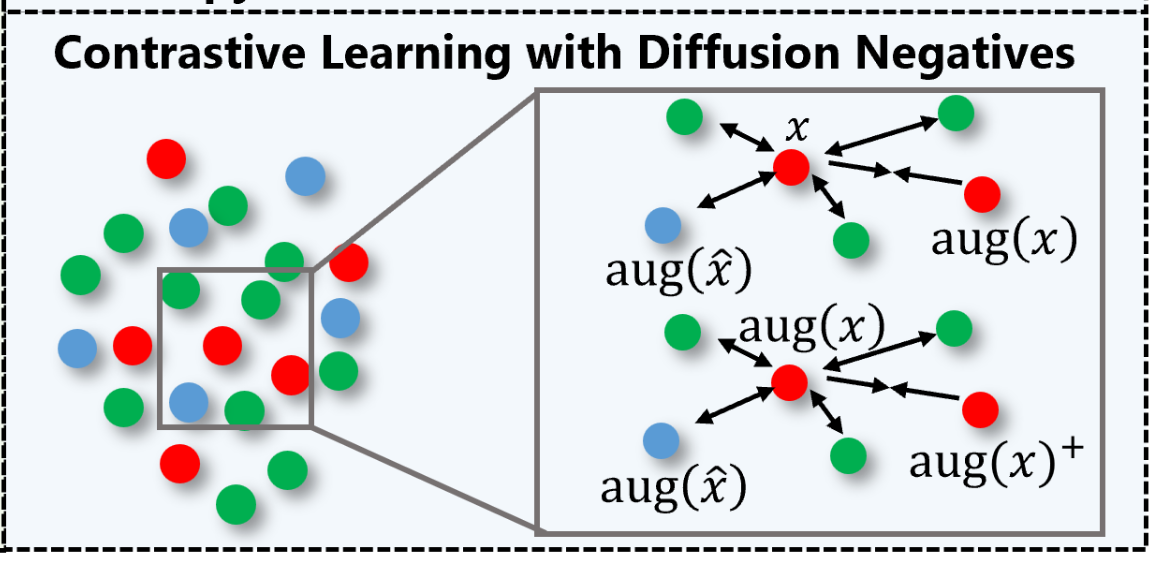 Contrastive Learning with Diffusion Negatives
x
aug(x)
aug(x̂)
aug(x)
aug(x)⁺
aug(x̂)